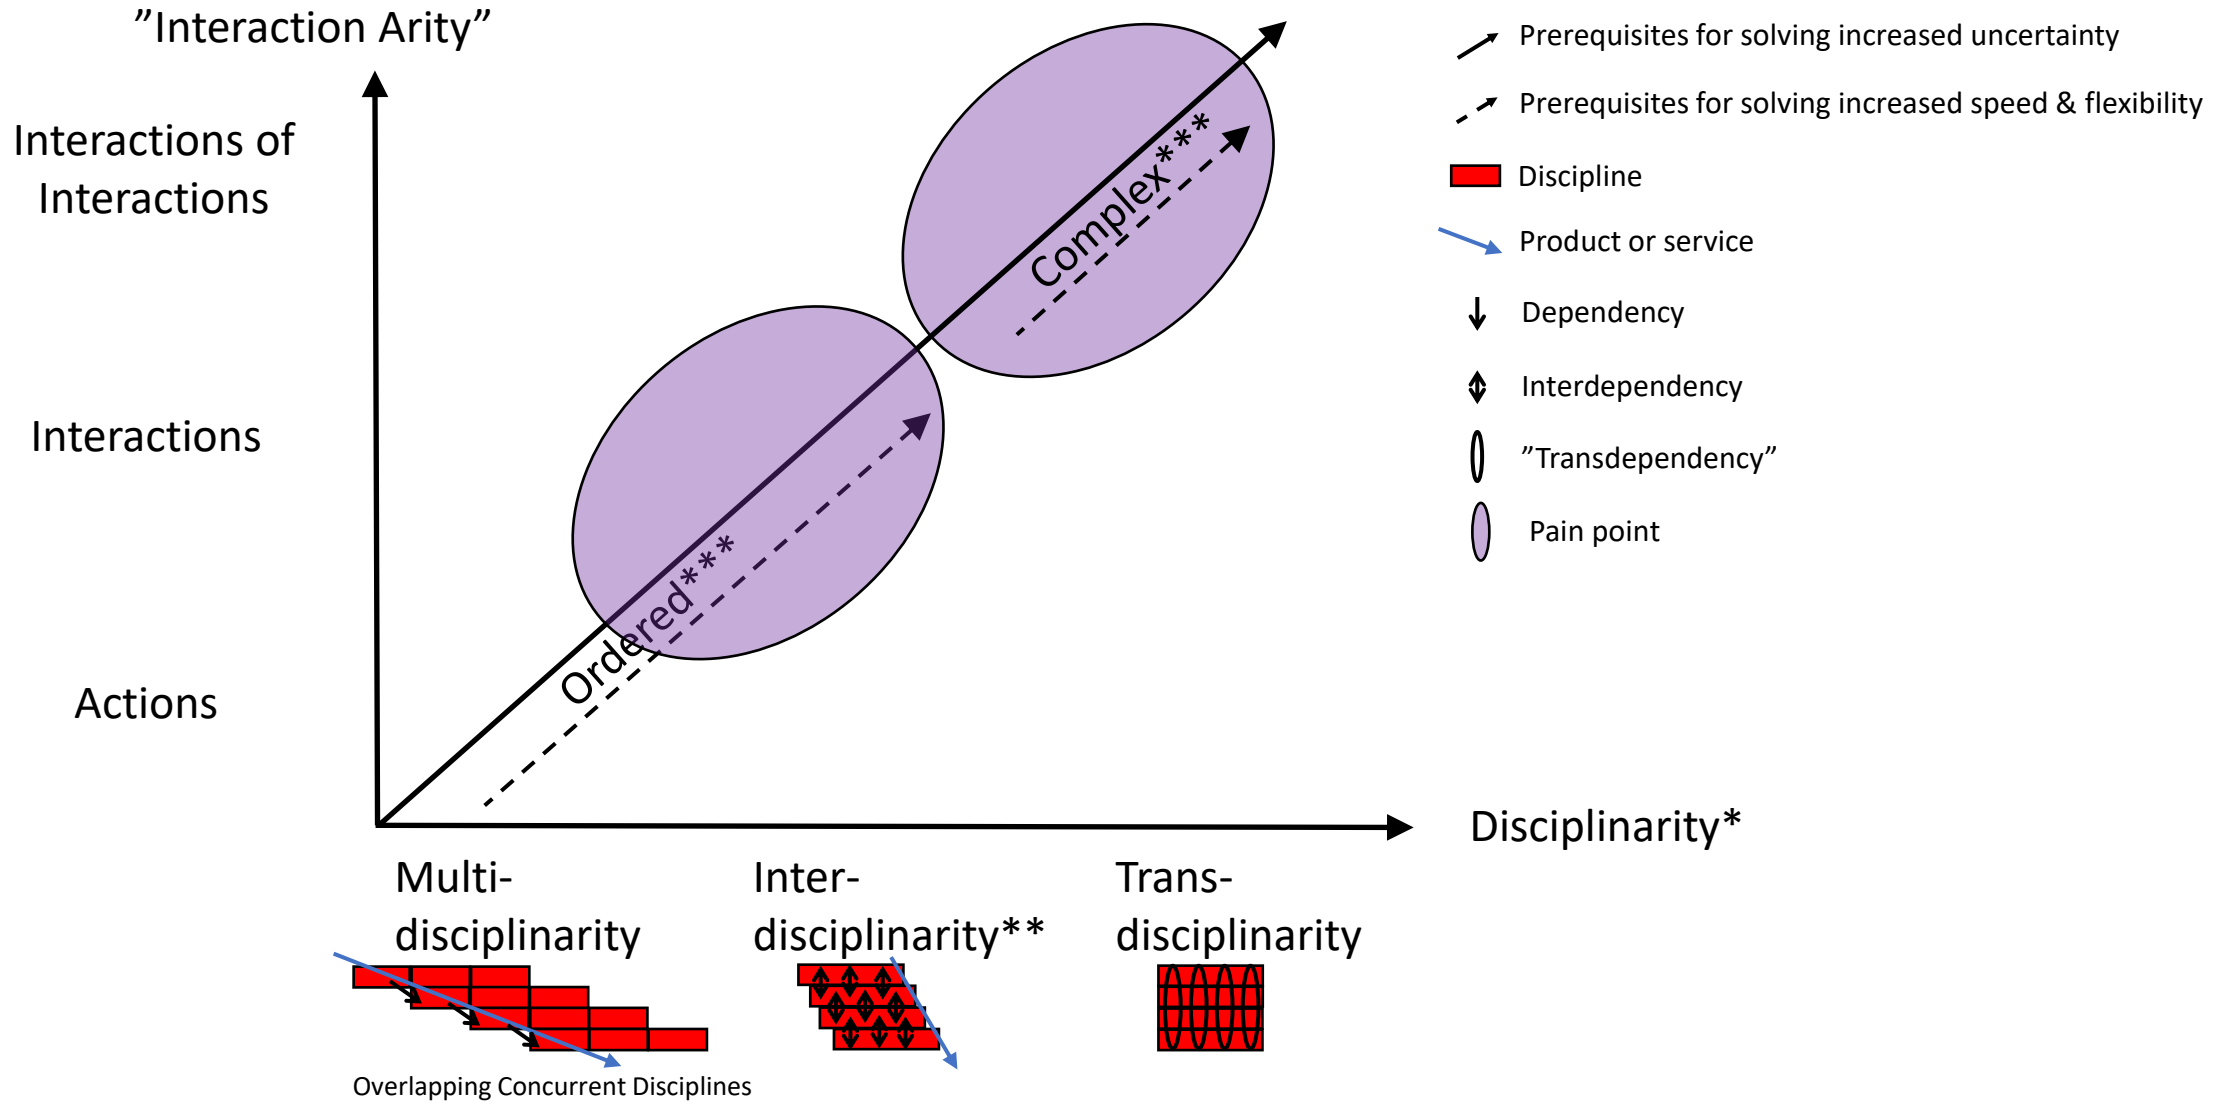 ”Interaction Arity”
Interactions of
Interactions
Interactions
Actions
Ordered***
Complex***
Prerequisites for solving increased uncertainty
Prerequisites for solving increased speed & flexibility
Discipline
Product or service
Dependency
Interdependency
”Transdependency”
Pain point
Disciplinarity*
Multi-
disciplinarity
Inter-
disciplinarity**
Trans-
disciplinarity
Overlapping Concurrent Disciplines